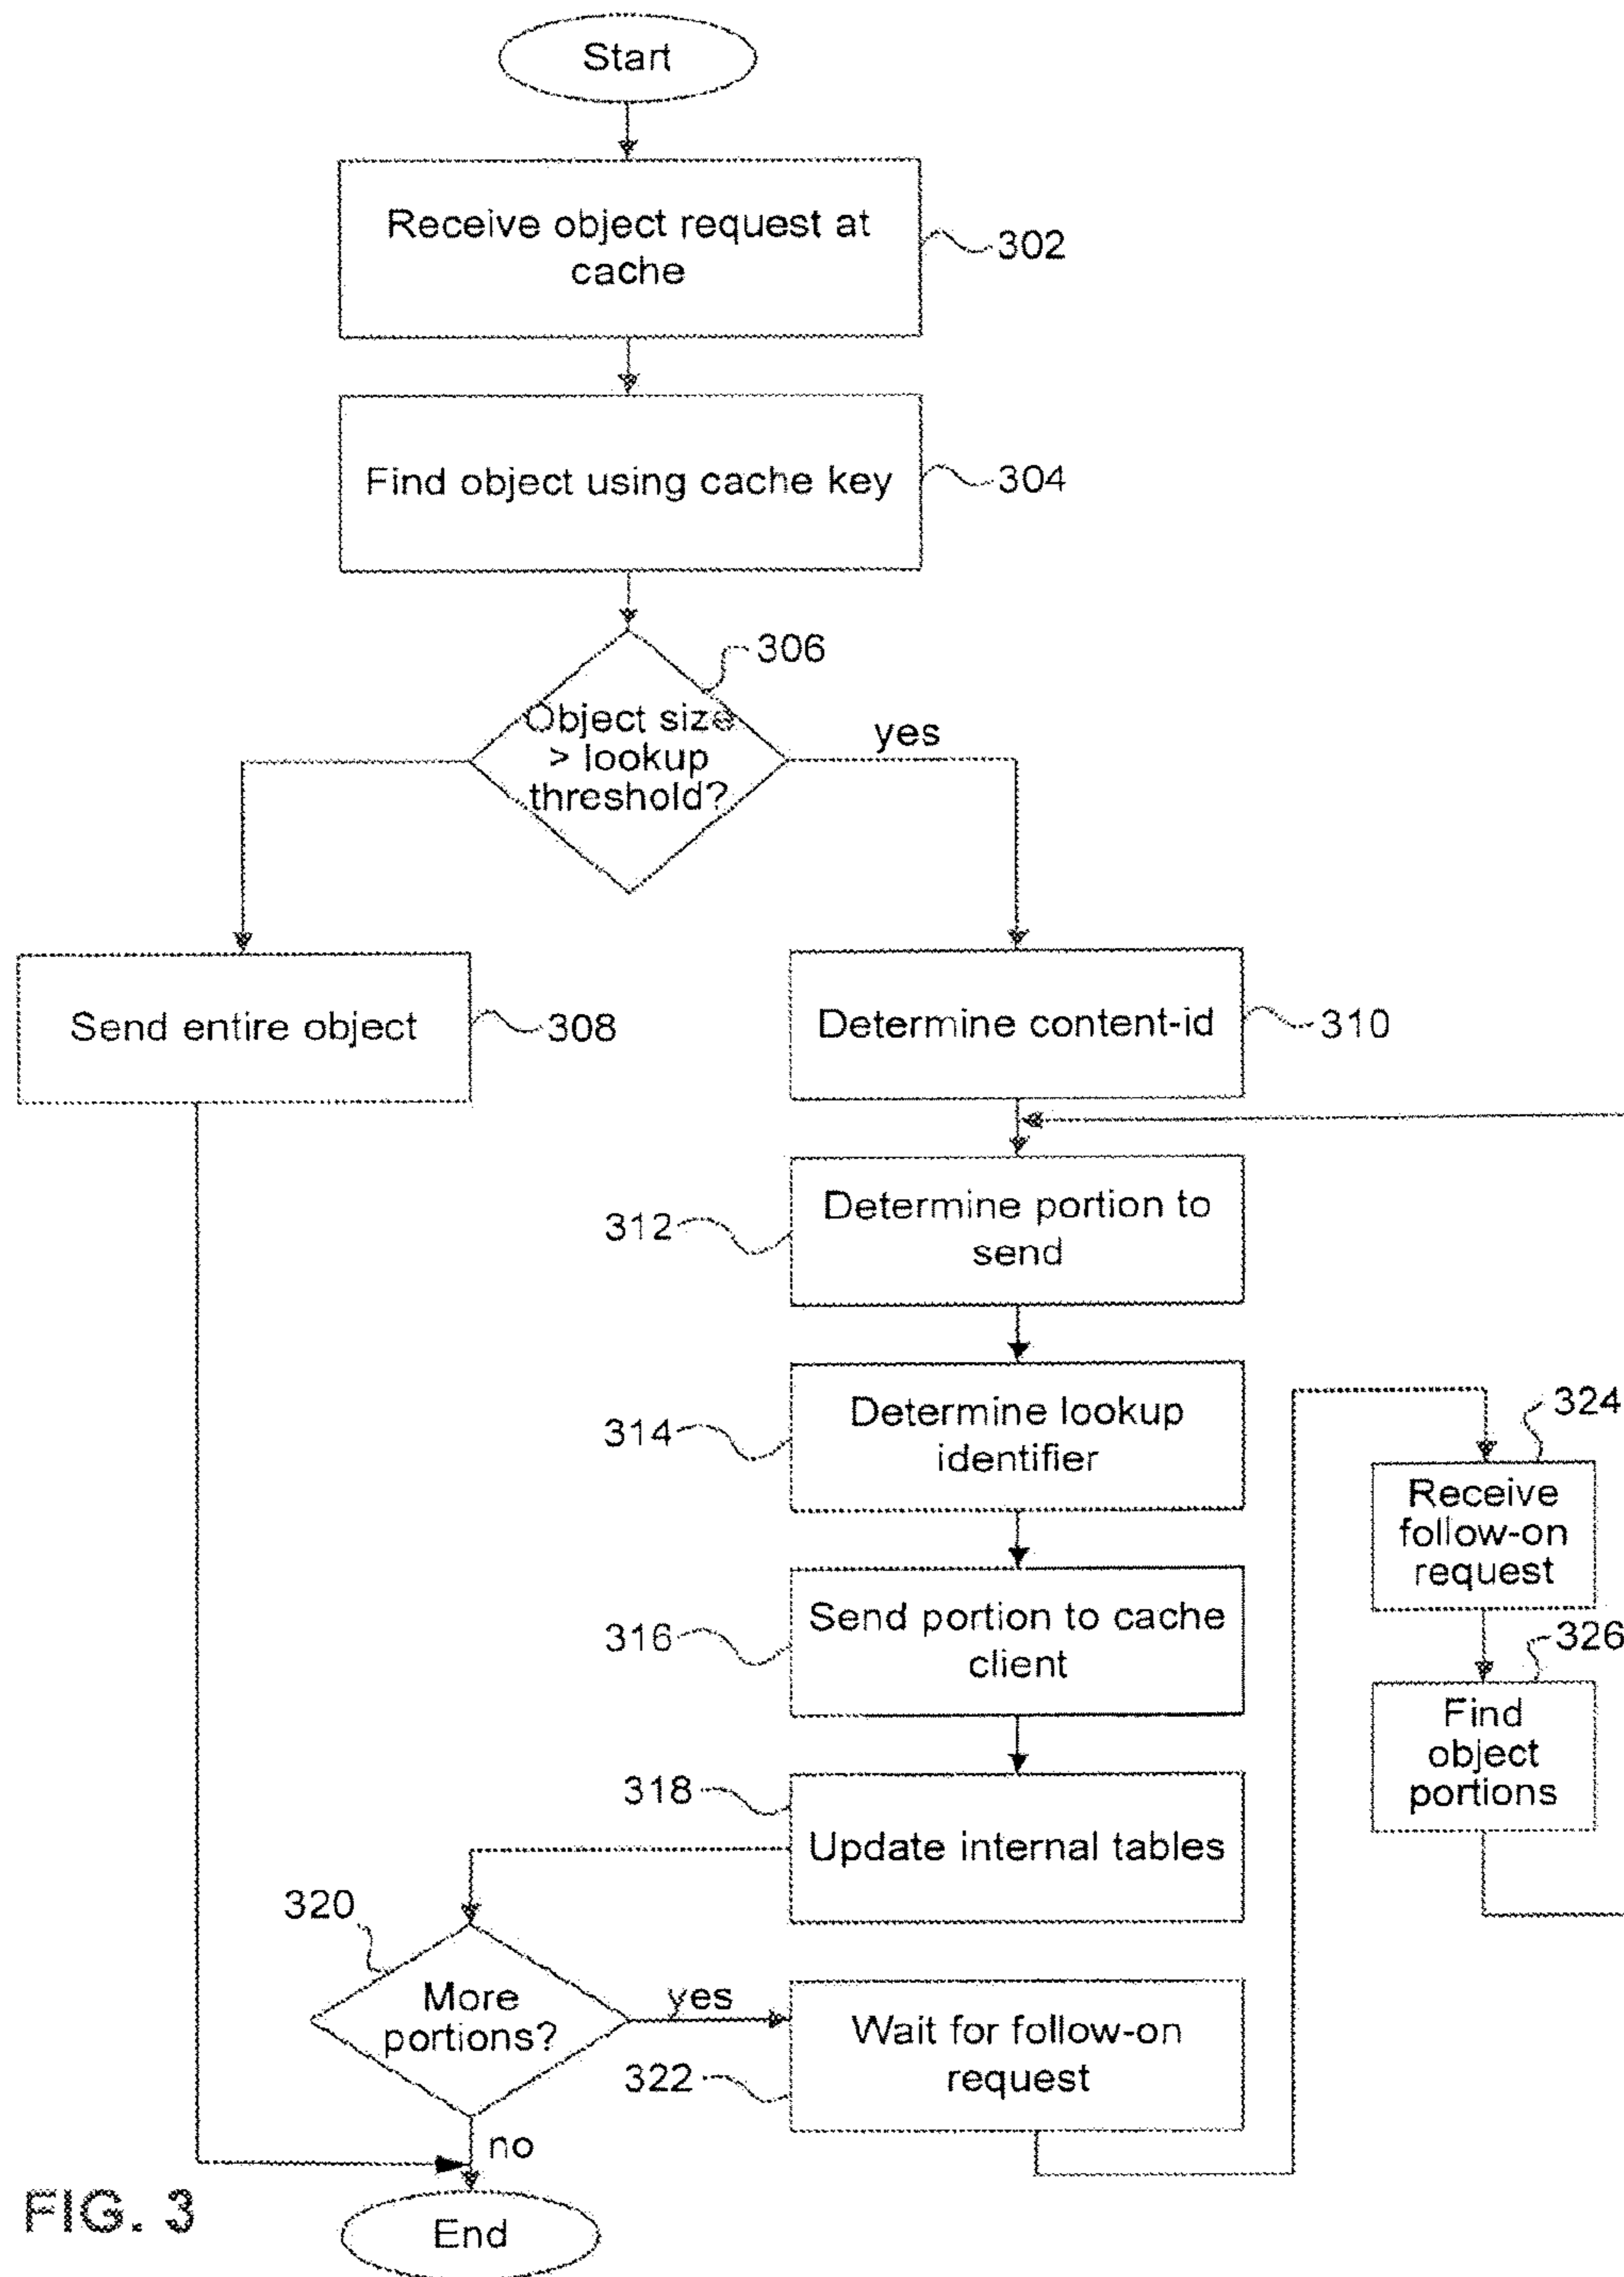 Start
Receive object request at
cache
302
Find object using cache key
304
306
Object size
> lookup
threshold?
yes
Send entire object
308
Determine content-id
310
312
Determine portion to
send
314
Determine lookup
identifier
316
Send portion to cache
client
318
Update internal tables
320
More
portions?
yes
no
322
Wait for follow-on
request
324
Receive
follow-on
request
326
Find
object
portions
End
FIG. 3